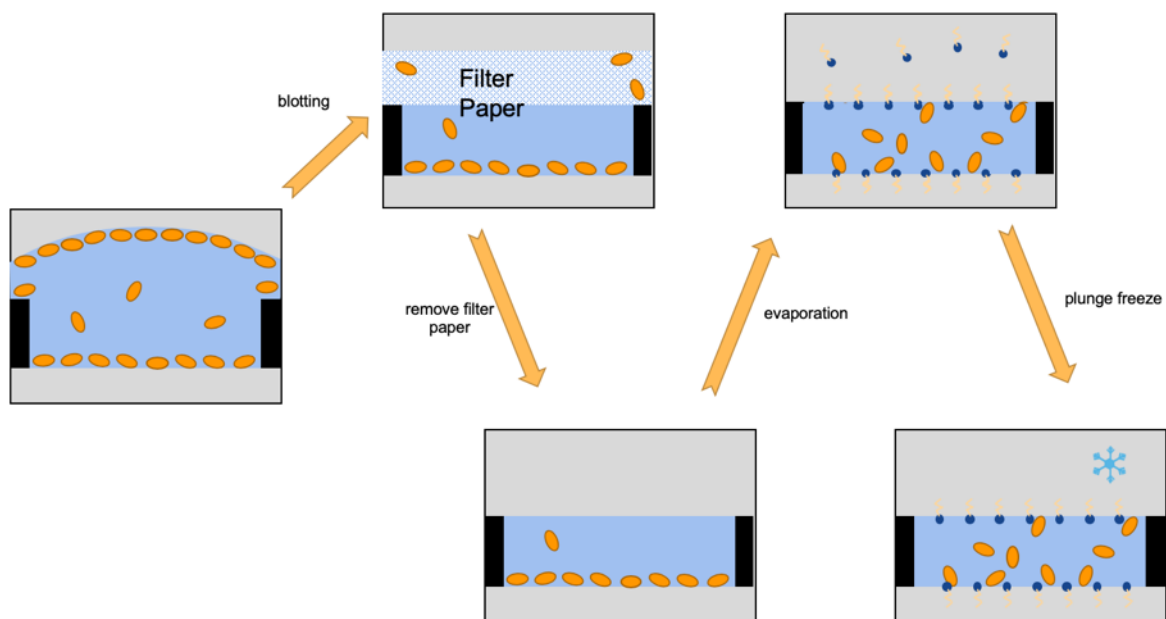 blotting
Filter
Paper
remove filter
paper
evaporation
plunge freeze